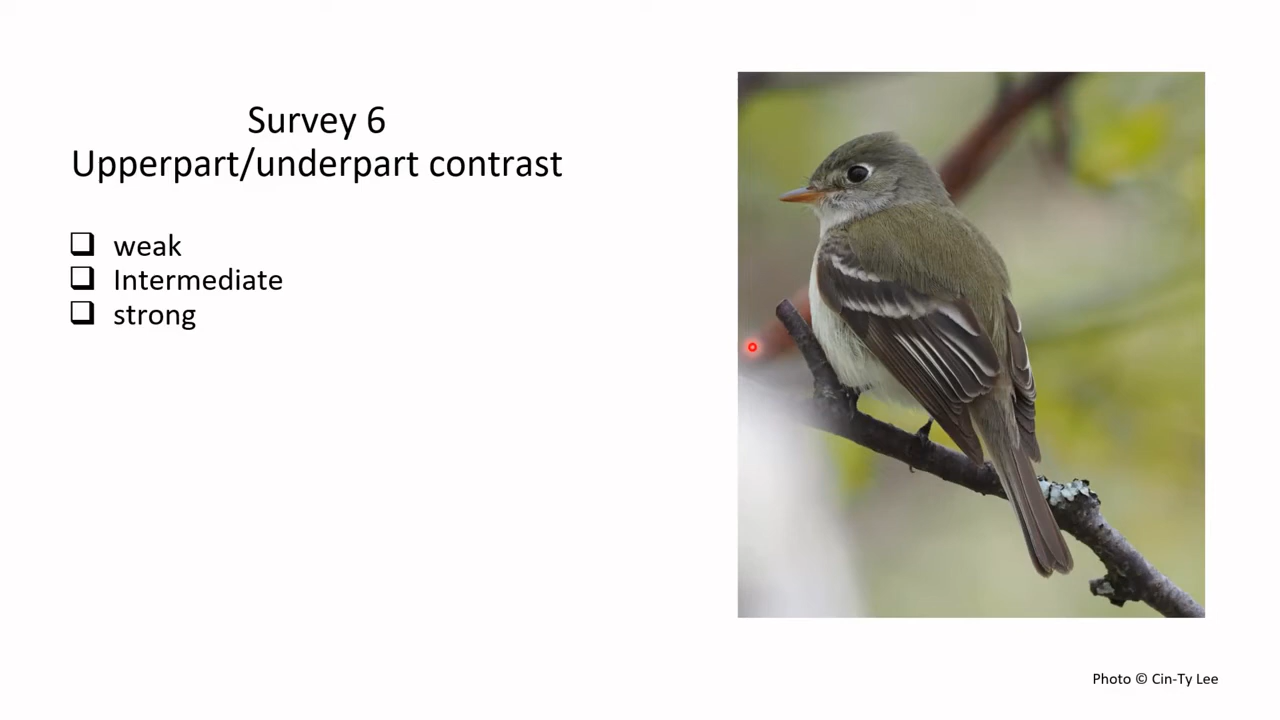 Survey 6
Upperpart/underpart contrast
weak
Intermediate
strong
Photo © Cin-Ty Lee